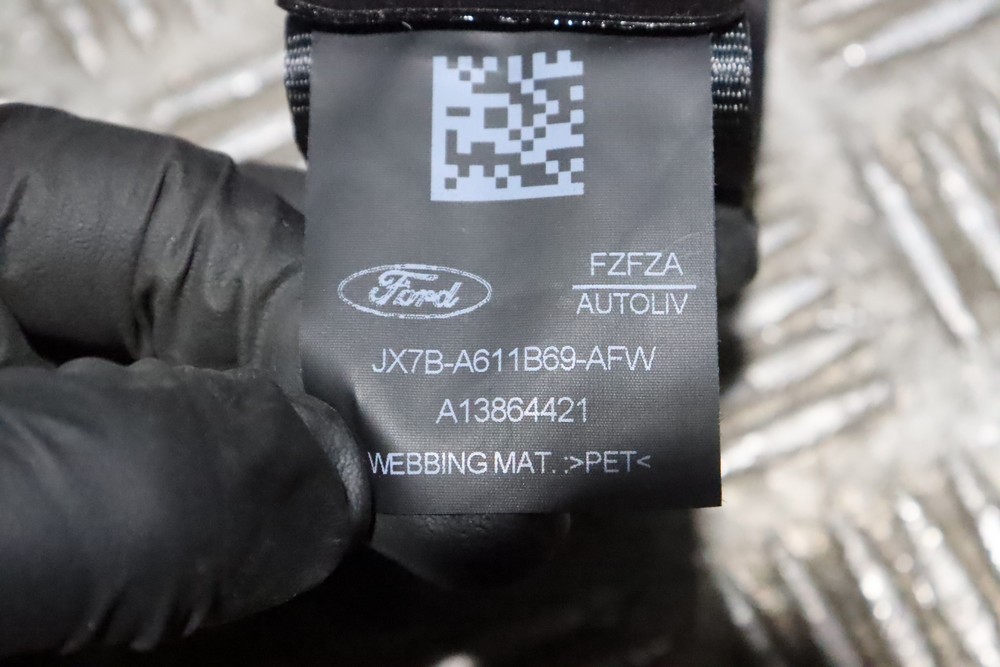 Ford
FZFZA
AUTOLIV
JX7B-A611B69-AFW
A13864421
WEBBING MAT. :>PET<